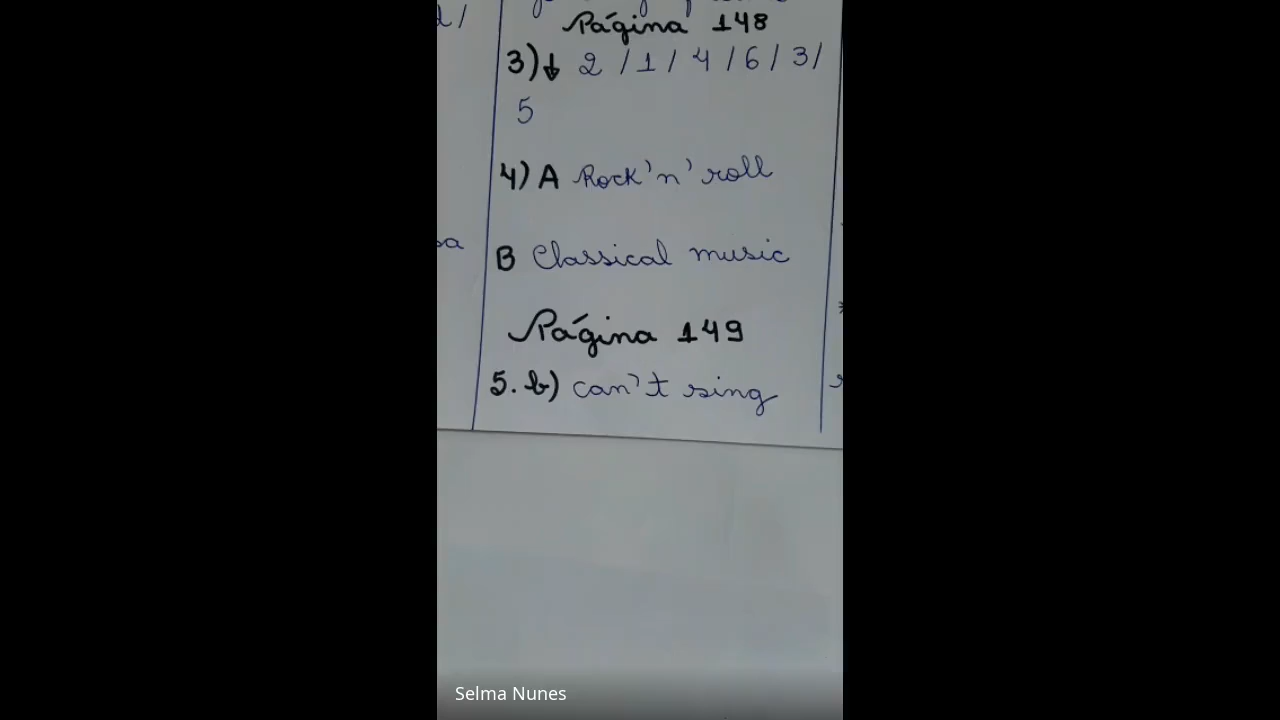 Página 148
3)↓ 2 / 1 / 4 / 6 / 3 /
5
4) A Rock'n'roll
B Classical music
Página 149
5. b) can't sing
Selma Nunes